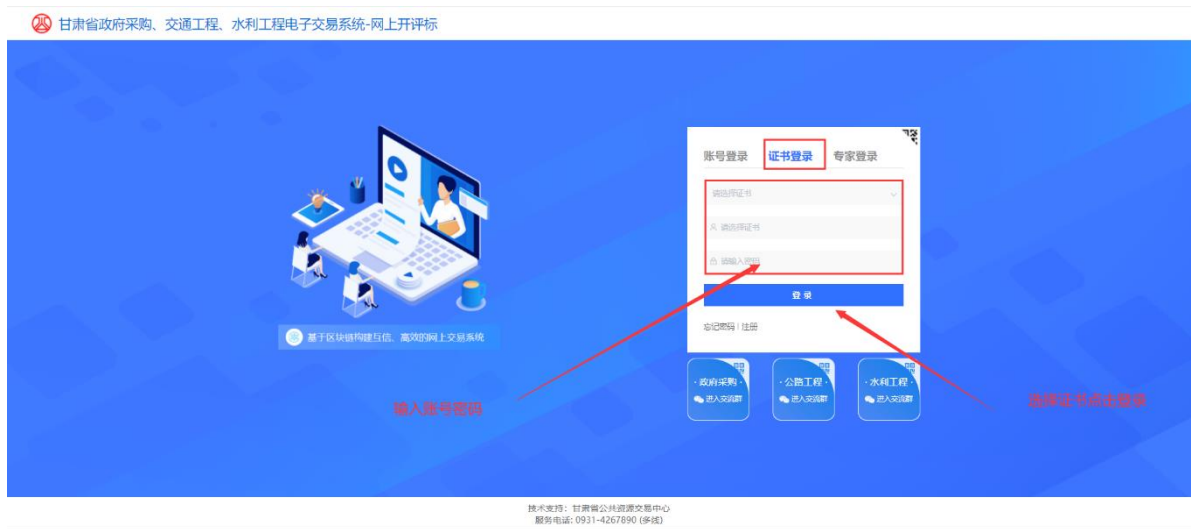 甘肃省政府采购、交通工程、水利工程电子交易系统-网上开评标
账号登录 证书登录 专家登录
请选择证书
请选择证书
请输入密码
登录
忘记密码 | 注册
基于区块链构建互信、高效的网上交易系统
·政府采购· ·公路工程· ·水利工程·
进入交流群 进入交流群 进入交流群
输入账号密码
选择证书点击登录
技术支持：甘肃省公共资源交易中心
服务电话: 0931-4267890 (多线)